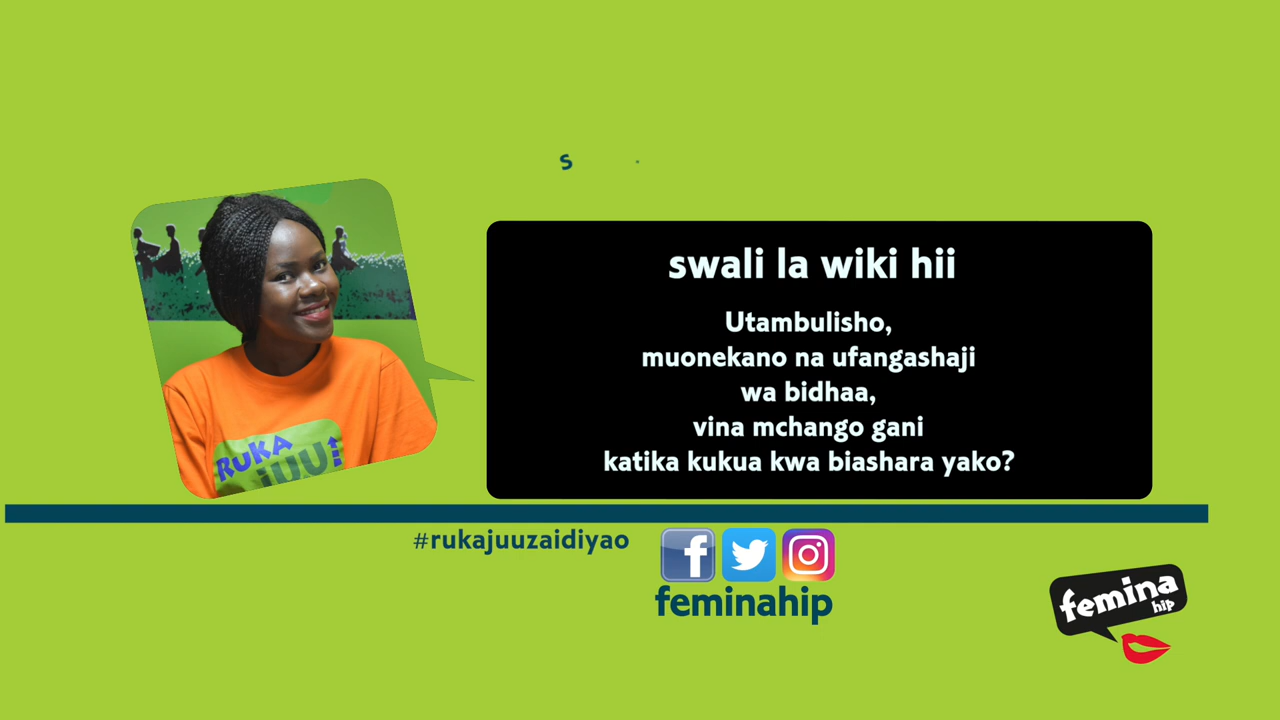 s
swali la wiki hii
Utambulisho,
muonekano na ufangashaji
wa bidhaa,
vina mchango gani
katika kukua kwa biashara yako?
RUKA
JUU
#rukajuuzaidiyao
f
feminahip
femina
hip